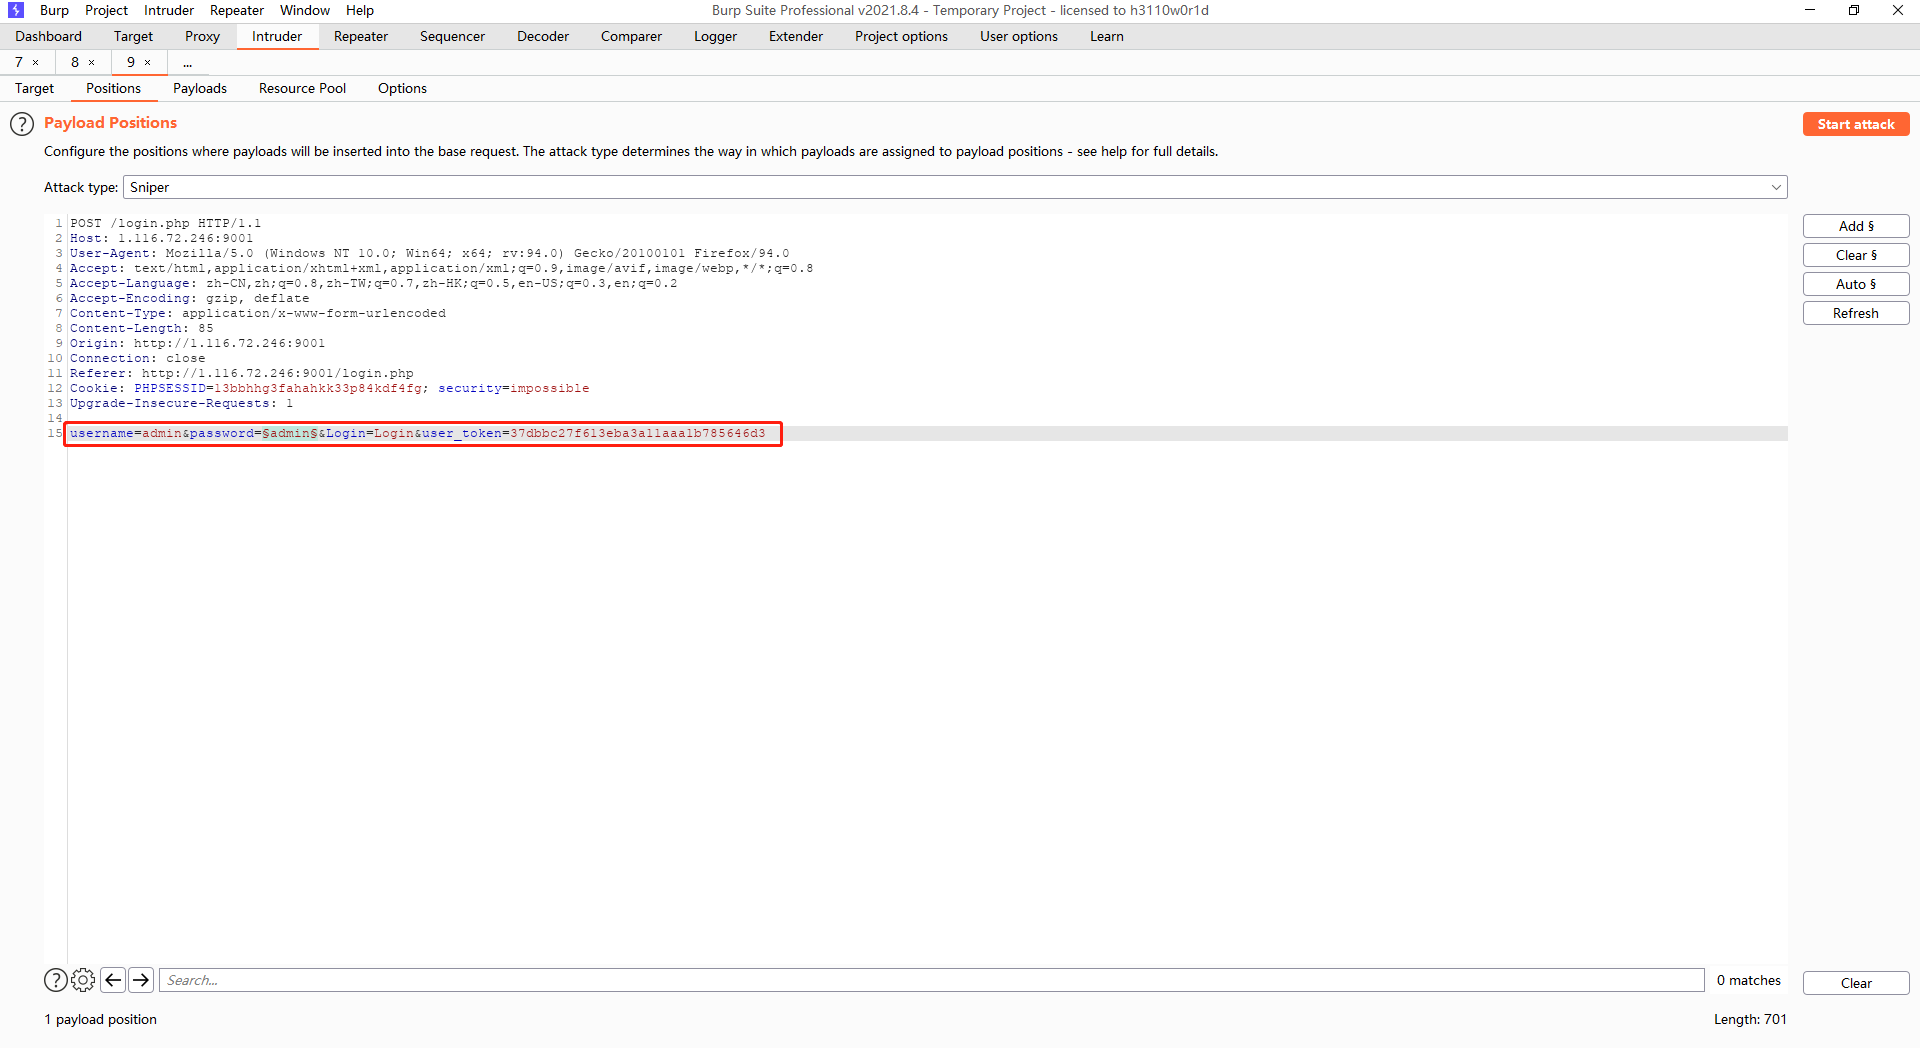 Burp Project Intruder Repeater Window Help
Burp Suite Professional v2021.8.4 - Temporary Project - licensed to h3110w0r1d
Dashboard Target Proxy Intruder Repeater Sequencer Decoder Comparer Logger Extender Project options User options Learn
7 × 8 × 9 × ...
Target Positions Payloads Resource Pool Options
? Payload Positions
Start attack
Configure the positions where payloads will be inserted into the base request. The attack type determines the way in which payloads are assigned to payload positions - see help for full details.
Attack type: Sniper
1 POST /login.php HTTP/1.1
2 Host: 1.116.72.246:9001
3 User-Agent: Mozilla/5.0 (Windows NT 10.0; Win64; x64; rv:94.0) Gecko/20100101 Firefox/94.0
4 Accept: text/html,application/xhtml+xml,application/xml;q=0.9,image/avif,image/webp,*/*;q=0.8
5 Accept-Language: zh-CN,zh;q=0.8,zh-TW;q=0.7,zh-HK;q=0.5,en-US;q=0.3,en;q=0.2
6 Accept-Encoding: gzip, deflate
7 Content-Type: application/x-www-form-urlencoded
8 Content-Length: 85
9 Origin: http://1.116.72.246:9001
10 Connection: close
11 Referer: http://1.116.72.246:9001/login.php
12 Cookie: PHPSESSID=13bbhhg3fahahkk33p84kdf4fg; security=impossible
13 Upgrade-Insecure-Requests: 1
14
15 username=admin&password=§admin§&Login=Login&user_token=37dbbc27f613eba3a11aaa1b785646d3
Add §
Clear §
Auto §
Refresh
? Search...
0 matches
Clear
1 payload position
Length: 701